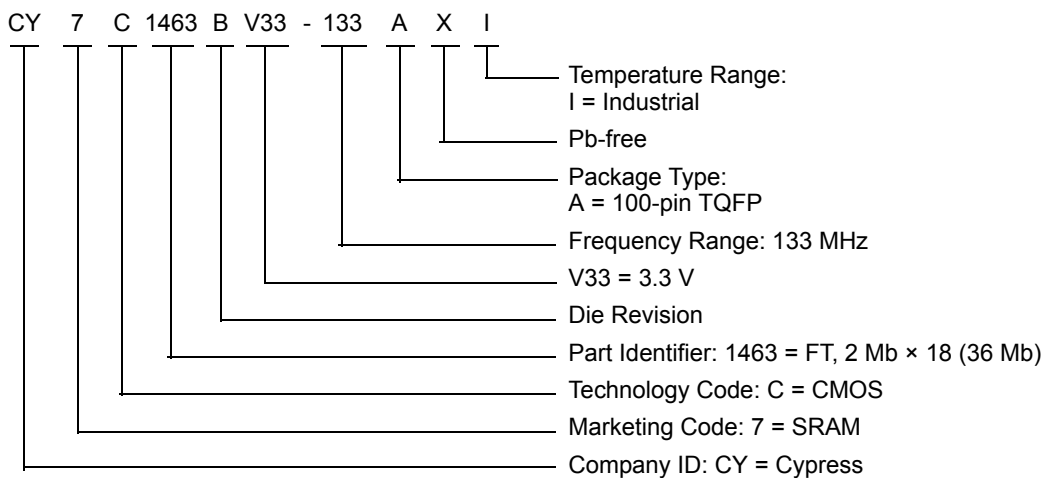 CY 7 C 1463 B V33 - 133 A X I
Temperature Range:
I = Industrial
Pb-free
Package Type:
A = 100-pin TQFP
Frequency Range: 133 MHz
V33 = 3.3 V
Die Revision
Part Identifier: 1463 = FT, 2 Mb × 18 (36 Mb)
Technology Code: C = CMOS
Marketing Code: 7 = SRAM
Company ID: CY = Cypress